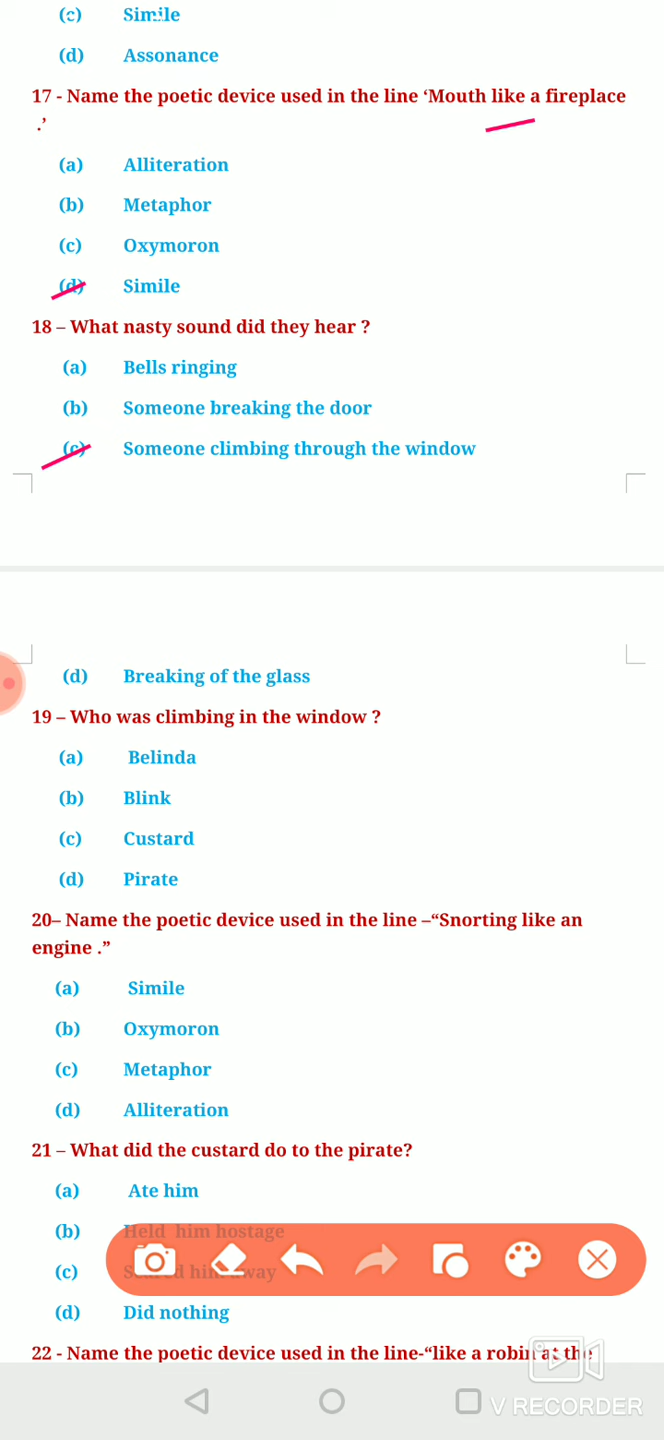 (c) Simile
(d) Assonance
17 - Name the poetic device used in the line ‘Mouth like a fireplace
.’
(a) Alliteration
(b) Metaphor
(c) Oxymoron
(d) Simile
18 – What nasty sound did they hear ?
(a) Bells ringing
(b) Someone breaking the door
(c) Someone climbing through the window
(d) Breaking of the glass
19 – Who was climbing in the window ?
(a) Belinda
(b) Blink
(c) Custard
(d) Pirate
20– Name the poetic device used in the line –“Snorting like an
engine .”
(a) Simile
(b) Oxymoron
(c) Metaphor
(d) Alliteration
21 – What did the custard do to the pirate?
(a) Ate him
(b) Held him hostage
(c) him away
(d) Did nothing
22 - Name the poetic device used in the line-“like a robin at the
V RECORDER